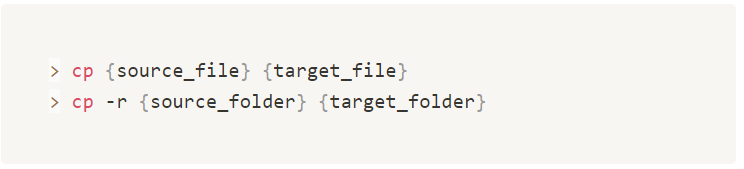 > cp {source_file} {target_file}
> cp -r {source_folder} {target_folder}